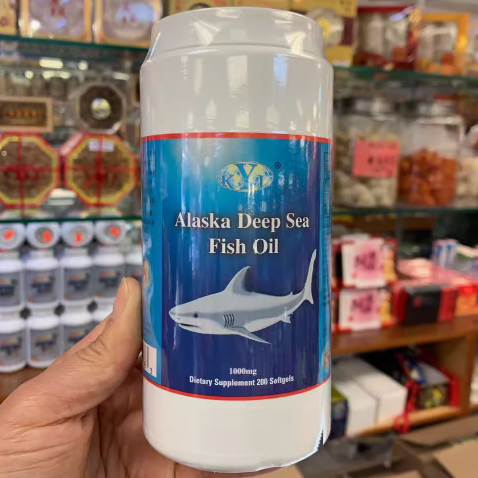 Y
®
Alaska Deep Sea
Fish Oil
1000mg
Dietary Supplement 200 Softgels